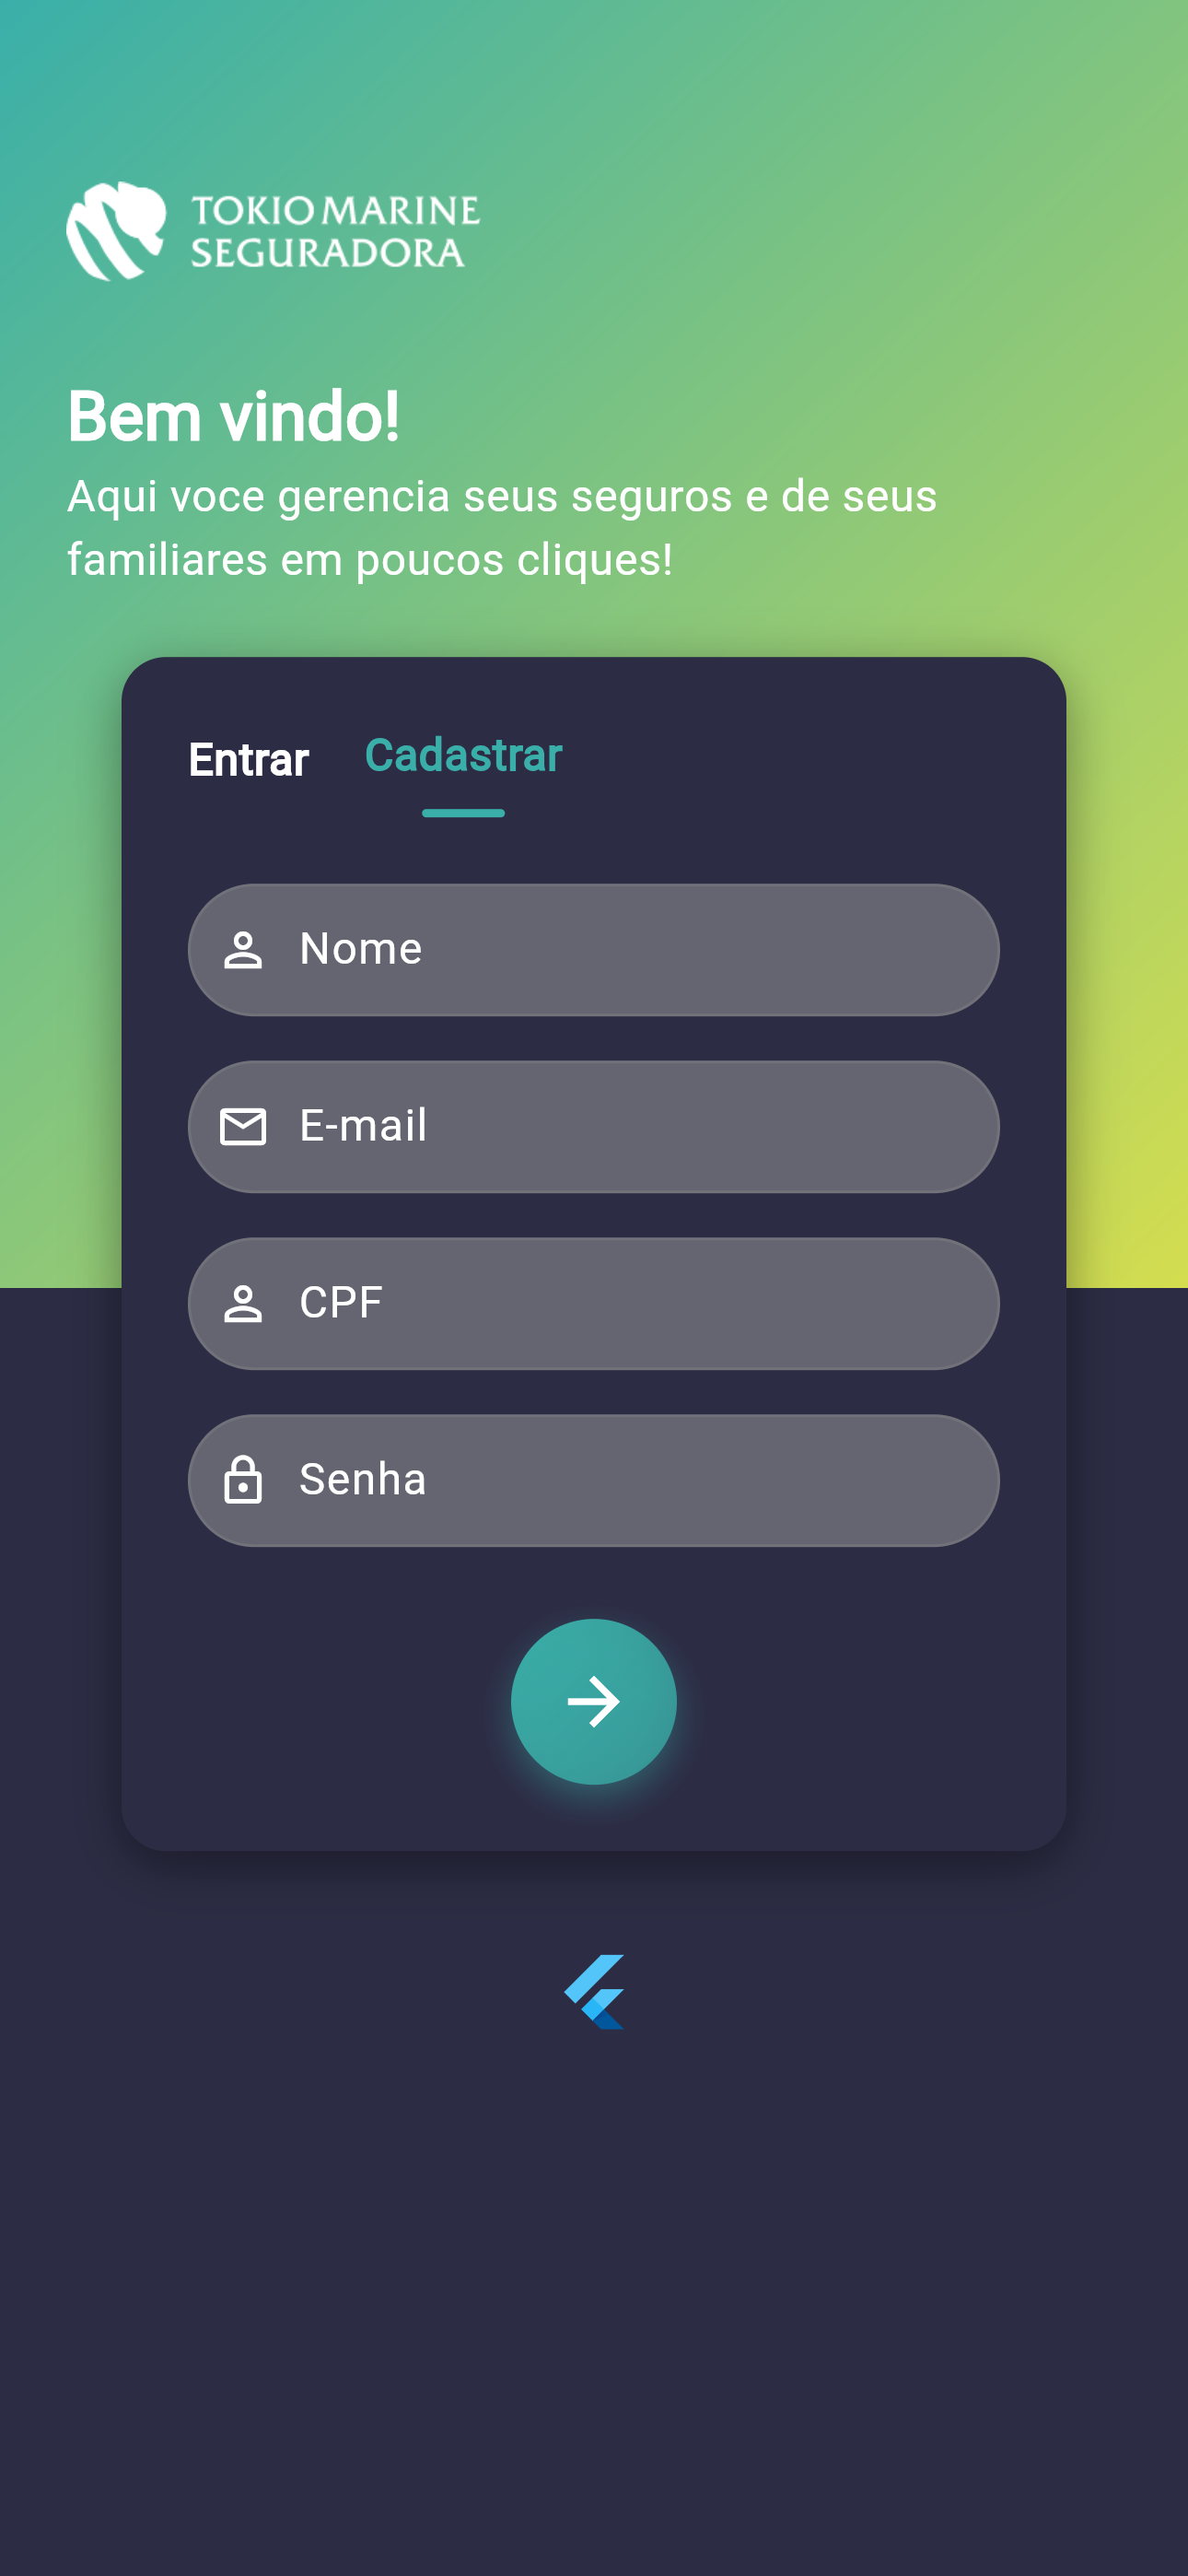 TOKIO MARINE
SEGURADORA
Bem vindo!
Aqui voce gerencia seus seguros e de seus
familiares em poucos cliques!
Entrar Cadastrar
Nome
E-mail
CPF
Senha